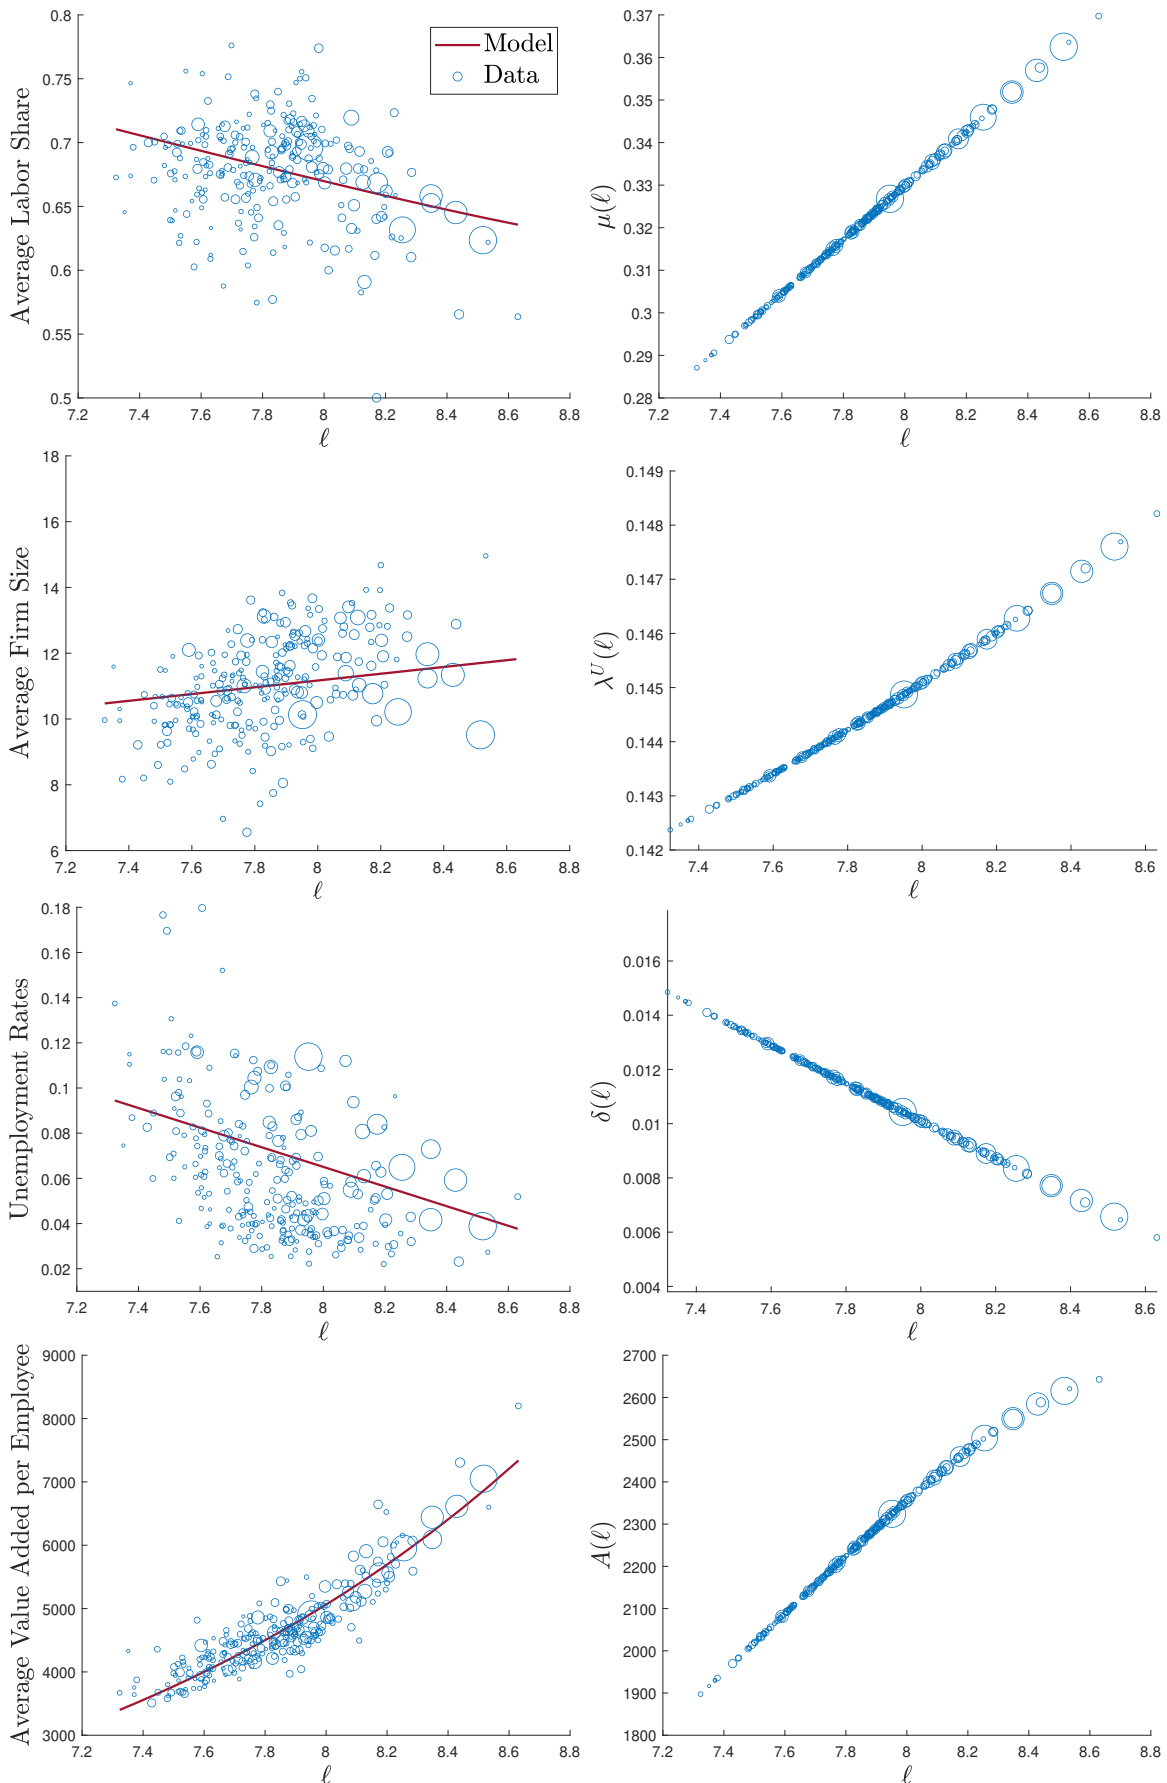 0.8
0.75
0.7
0.65
0.6
0.55
0.5
7.2 7.4 7.6 7.8 8 8.2 8.4 8.6 8.8
ℓ
Average Labor Share
Model
Data
0.37
0.36
0.35
0.34
0.33
0.32
0.31
0.3
0.29
0.28
7.2 7.4 7.6 7.8 8 8.2 8.4 8.6 8.8
ℓ
μ(ℓ)
18
16
14
12
10
8
6
7.2 7.4 7.6 7.8 8 8.2 8.4 8.6 8.8
ℓ
Average Firm Size
0.149
0.148
0.147
0.146
0.145
0.144
0.143
0.142
7.4 7.6 7.8 8 8.2 8.4 8.6
ℓ
λ^U(ℓ)
0.18
0.16
0.14
0.12
0.1
0.08
0.06
0.04
0.02
7.2 7.4 7.6 7.8 8 8.2 8.4 8.6 8.8
ℓ
Unemployment Rates
0.016
0.014
0.012
0.01
0.008
0.006
0.004
7.4 7.6 7.8 8 8.2 8.4 8.6
ℓ
δ(ℓ)
9000
8000
7000
6000
5000
4000
3000
7.2 7.4 7.6 7.8 8 8.2 8.4 8.6 8.8
ℓ
Average Value Added per Employee
2700
2600
2500
2400
2300
2200
2100
2000
1900
1800
7.2 7.4 7.6 7.8 8 8.2 8.4 8.6 8.8
ℓ
A(ℓ)